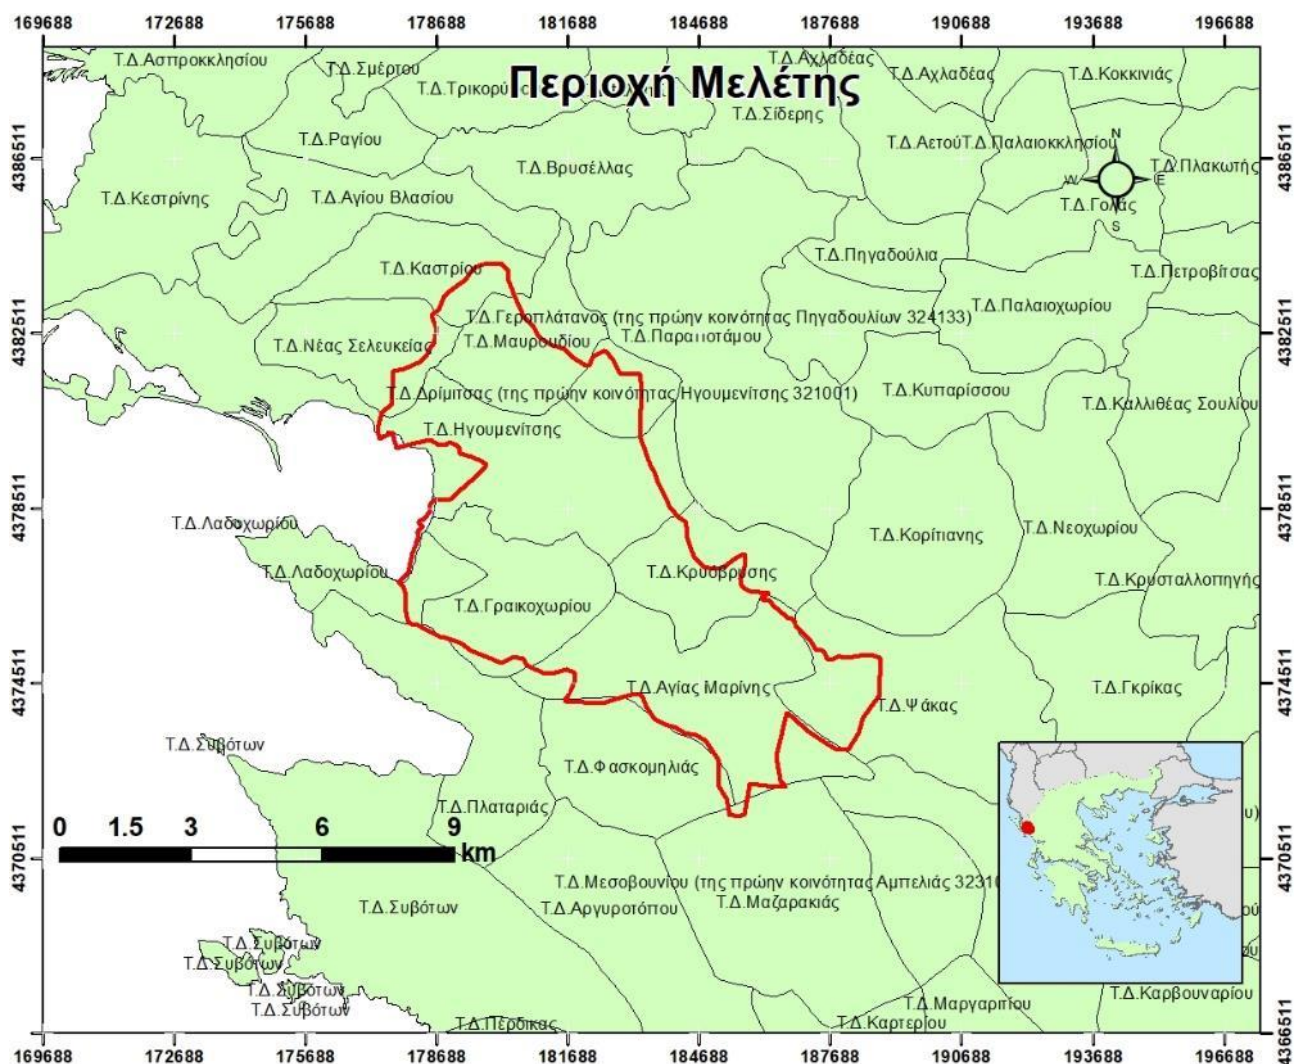 169688 172688 175688 178688 181688 184688 187688 190688 193688 196688
Τ.Δ.Ασπροκκλησίου
Τ.Δ.Σμέρτου
Τ.Δ.Αχλαδέας
Τ.Δ.Αχλαδέας
Τ.Δ.Κοκκινιάς
Περιοχή Μελέτης
Τ.Δ.Σίδερης
Τ.Δ.Ραγίου
Τ.Δ.Αετού
Τ.Δ.Παλαιοκκλησίου
N
4386511
4386511
Τ.Δ.Βρυσέλλας
Τ.Δ.Πλακωτής
W
E
S
Τ.Δ.Κεστρίνης
Τ.Δ.Αγίου Βλασίου
Τ.Δ.Γολάς
Τ.Δ.Πηγαδούλια
Τ.Δ.Καστρίου
Τ.Δ.Πετροβίτσας
Τ.Δ.Παλαιοχωρίου
Τ.Δ.Γεροπλάτανος (της πρώην κοινότητας Πηγαδουλίων 324133)
4382511
4382511
Τ.Δ.Νέας Σελευκείας
Τ.Δ.Μαυρουδίου
Τ.Δ.Παραποτάμου
Τ.Δ.Δρίμιτσας (της πρώην κοινότητας Ηγουμενίτσης 321001)
Τ.Δ.Κυπαρίσσου
Τ.Δ.Καλλιθέας Σουλίου
Τ.Δ.Ηγουμενίτσης
4378511
4378511
Τ.Δ.Λαδοχωρίου
Τ.Δ.Κορίτιανης
Τ.Δ.Νεοχωρίου
Τ.Δ.Λαδοχωρίου
Τ.Δ.Κρυόβρυσης
Τ.Δ.Κρυσταλλοπηγής
Τ.Δ.Γραικοχωρίου
4374511
4374511
Τ.Δ.Αγίας Μαρίνης
Τ.Δ.Γκρίκας
Τ.Δ.Ψάκας
Τ.Δ.Συβότων
Τ.Δ.Φασκομηλιάς
Τ.Δ.Πλαταριάς
0 1.5 3 6 9
km
4370511
4370511
Τ.Δ.Μεσοβουνίου (της πρώην κοινότητας Αμπελιάς 32310
Τ.Δ.Συβότων
Τ.Δ.Αργυροτόπου
Τ.Δ.Μαζαρακιάς
Τ.Δ.Συβότων
Τ.Δ.Συβότων
Τ.Δ.Συβότων
Τ.Δ.Συβότων
Τ.Δ.Μαργαριτίου
Τ.Δ.Καρβουναρίου
Τ.Δ.Πέρδικας
Τ.Δ.Καρτερίου
4366511
4366511
169688 172688 175688 178688 181688 184688 187688 190688 193688 196688